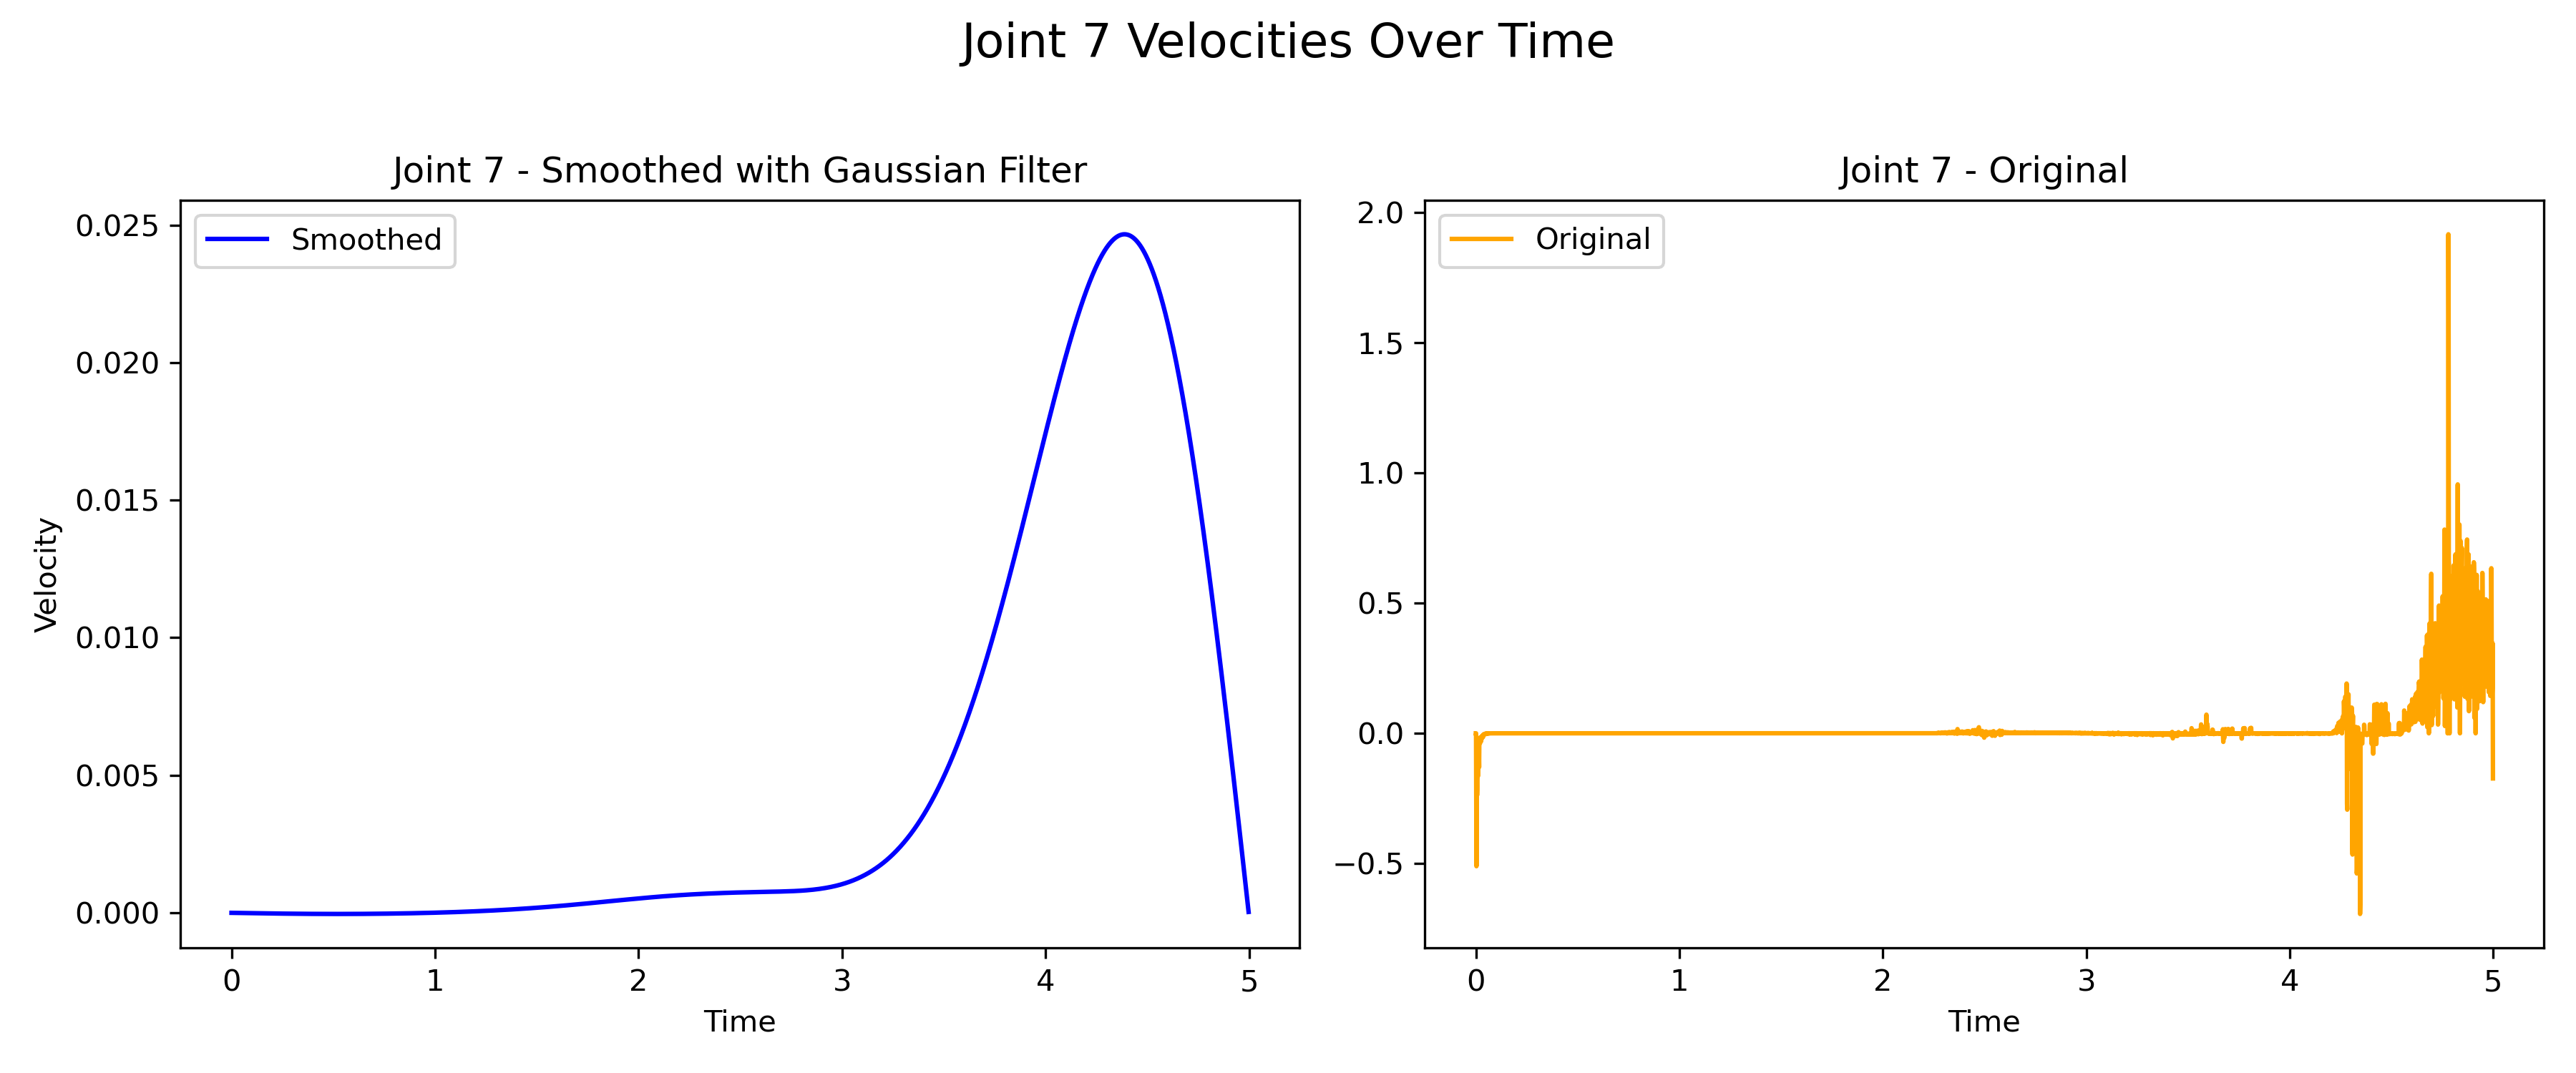 Joint 7 Velocities Over Time
Joint 7 - Smoothed with Gaussian Filter
Smoothed
0.025
0.020
0.015
0.010
0.005
0.000
Velocity
0 1 2 3 4 5
Time
Joint 7 - Original
Original
2.0
1.5
1.0
0.5
0.0
−0.5
0 1 2 3 4 5
Time